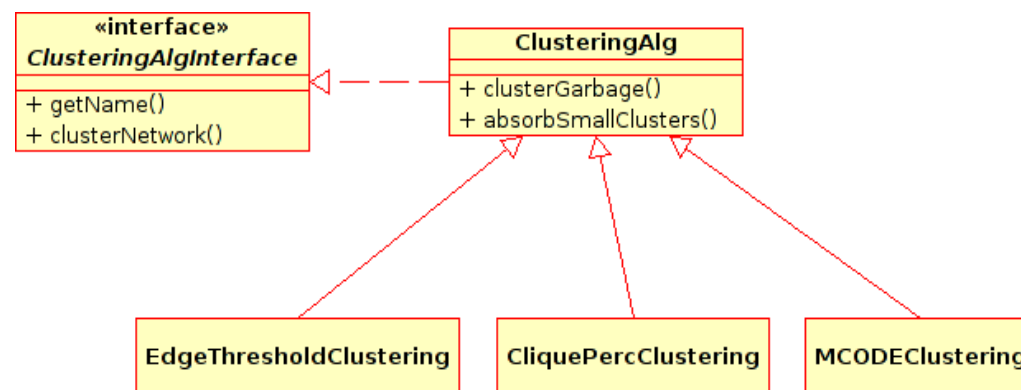 «interface»
ClusteringAlgInterface
+ getName()
+ clusterNetwork()
ClusteringAlg
+ clusterGarbage()
+ absorbSmallClusters()
EdgeThresholdClustering
CliquePercClustering
MCODEClustering